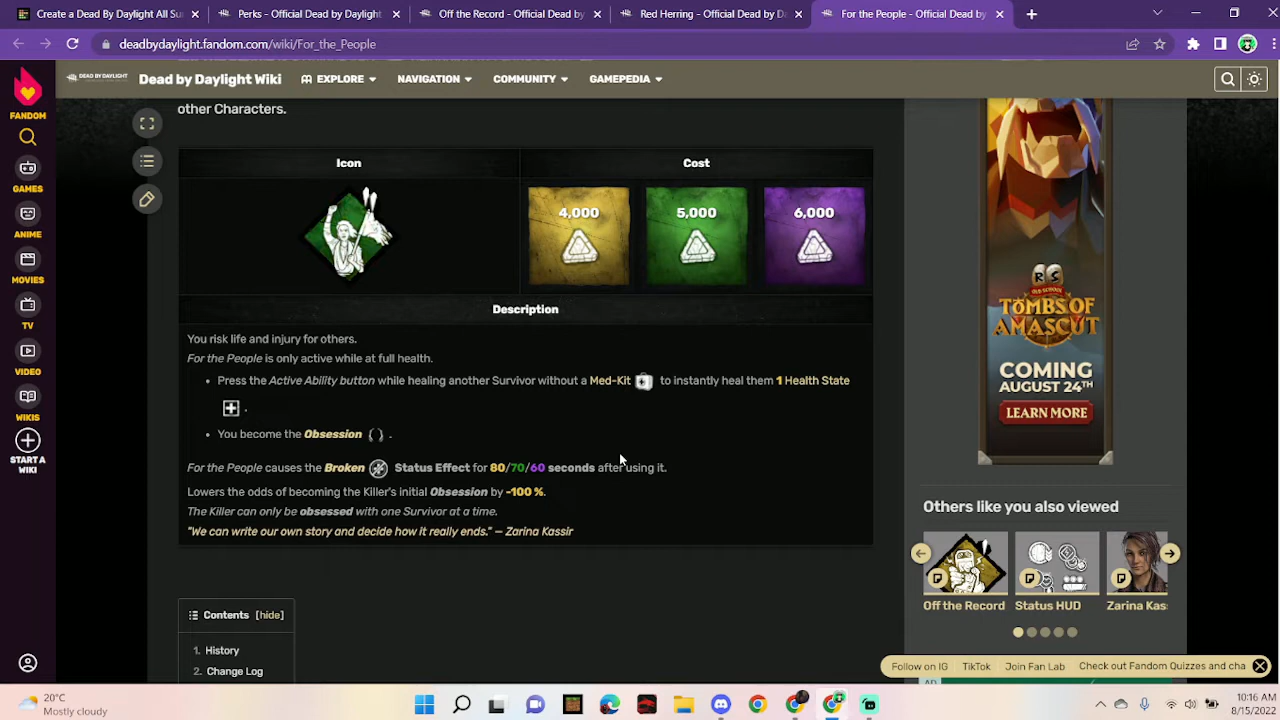 Create a Dead by Daylight All Su
Perks - Official Dead by Daylight
Off the Record - Official Dead by
Red Herring - Official Dead by Da
For the People - Official Dead by
deadbydaylight.fandom.com/wiki/For_the_People
FANDOM
GAMES
ANIME
MOVIES
TV
VIDEO
WIKIS
START A
WIKI
DEAD BY DAYLIGHT
Dead by Daylight Wiki
EXPLORE
NAVIGATION
COMMUNITY
GAMEPEDIA
other Characters.
Icon
Cost
4,000
5,000
6,000
Description
You risk life and injury for others.
For the People is only active while at full health.
Press the Active Ability button while healing another Survivor without a Med-Kit to instantly heal them 1 Health State
.
You become the Obsession .
For the People causes the Broken Status Effect for 80/70/60 seconds after using it.
Lowers the odds of becoming the Killer's initial Obsession by -100 %.
The Killer can only be obsessed with one Survivor at a time.
"We can write our own story and decide how it really ends." — Zarina Kassir
Contents [hide]
1. History
2. Change Log
RS
OLD SCHOOL
TOMBS OF
AMASCUT
COMING
AUGUST 24TH
LEARN MORE
Others like you also viewed
Off the Record
Status HUD
Zarina Kas
Follow on IG
TikTok
Join Fan Lab
Check out Fandom Quizzes and cha
AD
20°C
Mostly cloudy
10:16 AM
8/15/2022